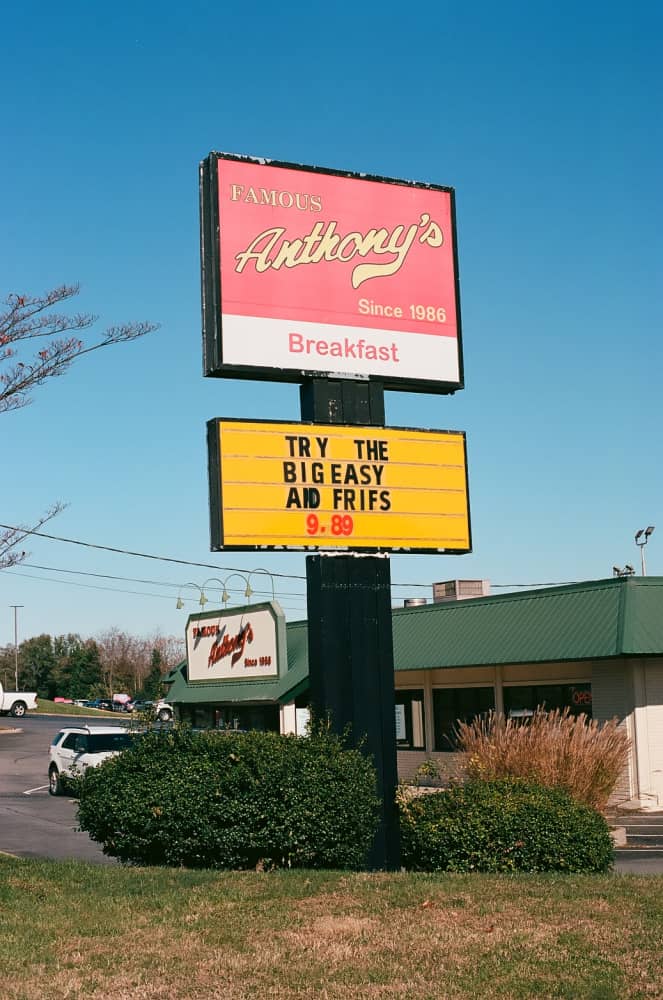 FAMOUS
Anthony's
Since 1986
Breakfast
TRY THE
BIG EASY
AID FRIFS
9.89
FAMOUS
Anthony's
Since 1986
OPEN